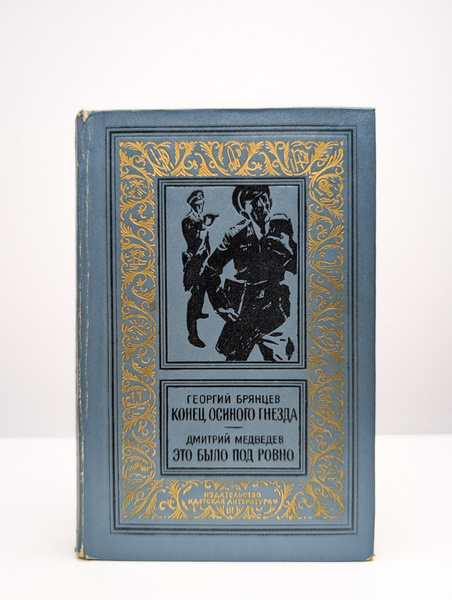 ГЕОРГИЙ БРЯНЦЕВ
КОНЕЦ ОСИНОГО ГНЕЗДА
ДМИТРИЙ МЕДВЕДЕВ
ЭТО БЫЛО ПОД РОВНО
ИЗДАТЕЛЬСТВО
«ДЕТСКАЯ ЛИТЕРАТУРА»